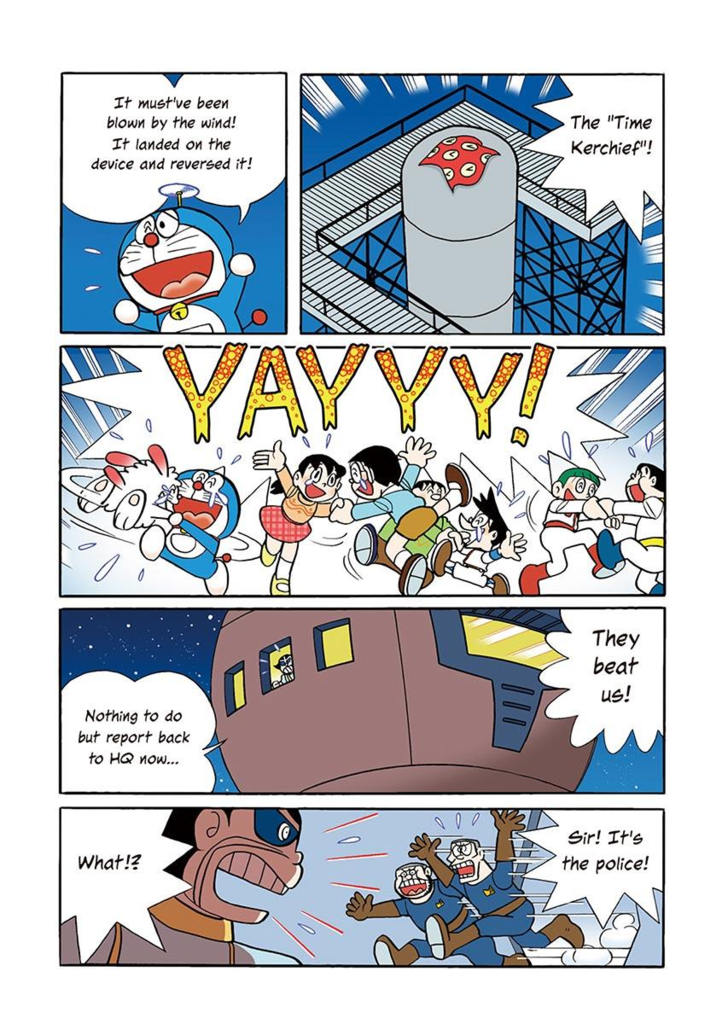 It must've been
blown by the wind!
It landed on the
device and reversed it!
The "Time
Kerchief"!
YAYYY!
Nothing to do
but report back
to HQ now...
They
beat
us!
What!?
Sir! It's
the police!